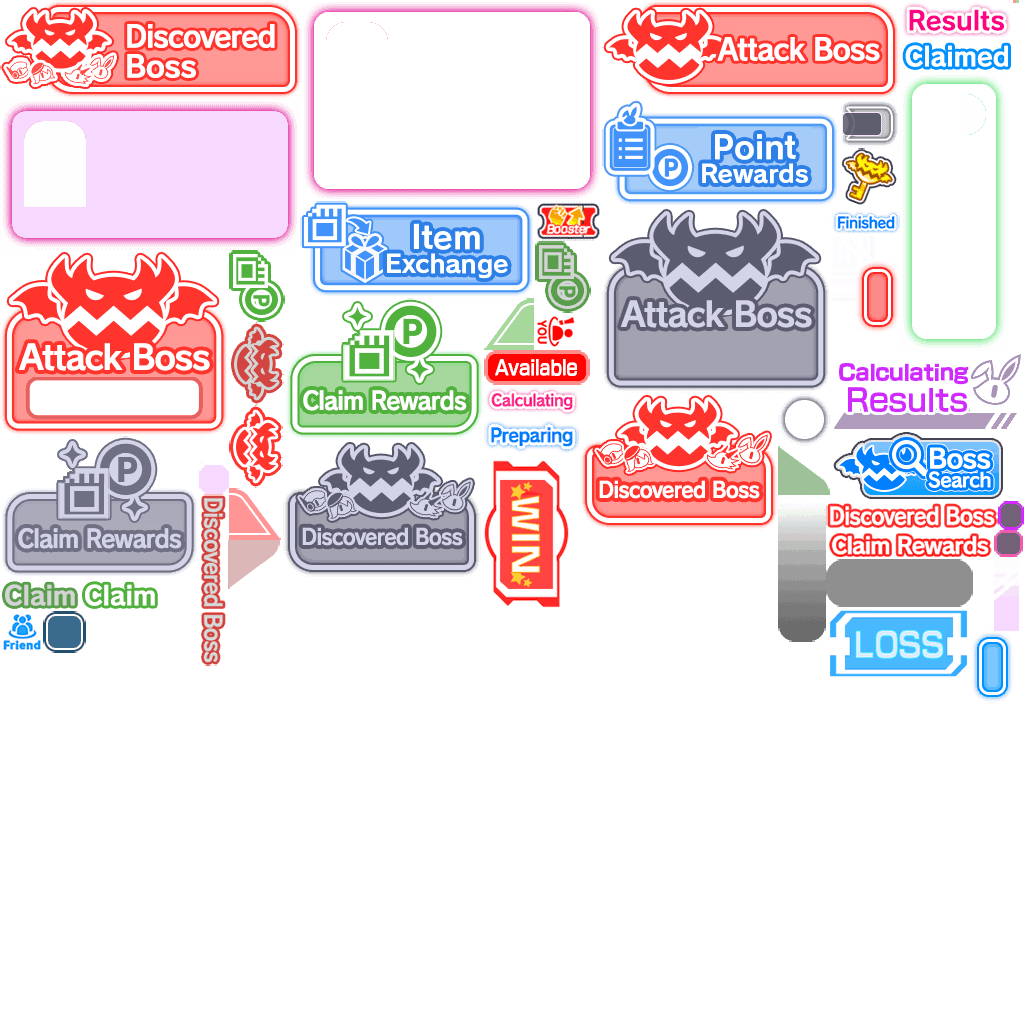 Discovered
Boss
Attack Boss
Results
Claimed
Point
Rewards
P
Finished
Item
Exchange
Booster
P
P
Attack Boss
Attack Boss
P
Claim Rewards
YOU
Available
Calculating
Preparing
Calculating
Results
Discovered Boss
Boss
Search
P
Claim Rewards
Discovered Boss
Discovered Boss
WIN
Discovered Boss
Claim Rewards
Claim Claim
Friend
LOSS